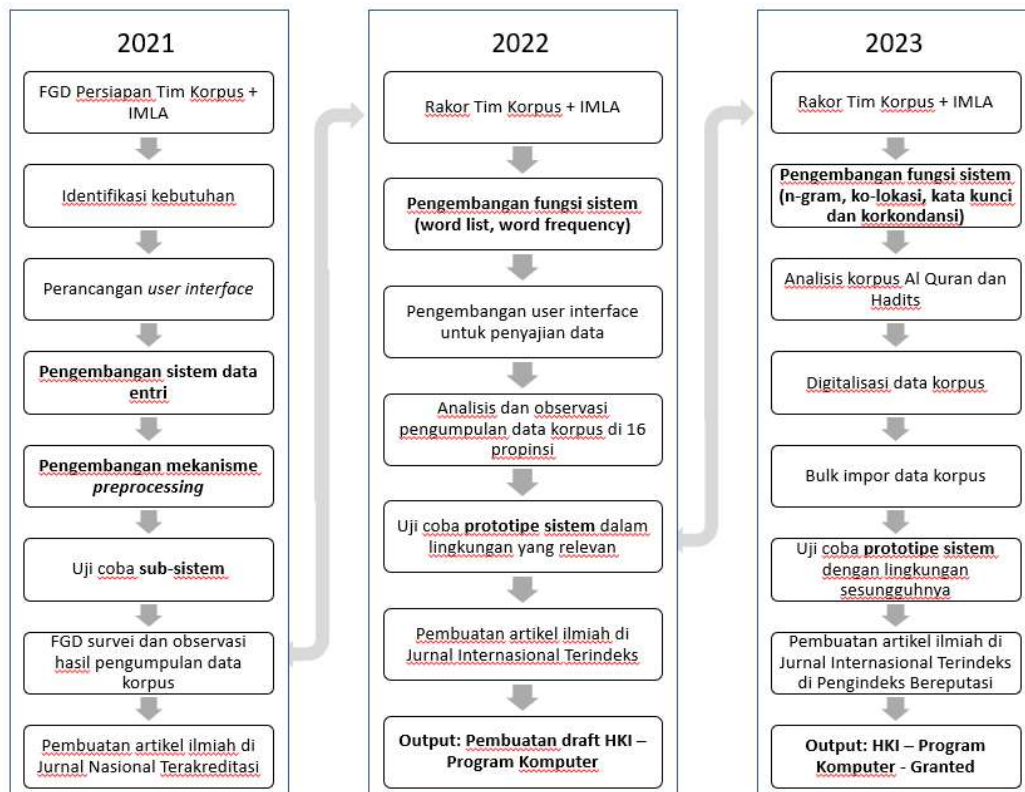 2021
FGD Persiapan Tim Korpus +
IMLA
Identifikasi kebutuhan
Perancangan user interface
Pengembangan sistem data
entri
Pengembangan mekanisme
preprocessing
Uji coba sub-sistem
FGD survei dan observasi
hasil pengumpulan data
korpus
Pembuatan artikel ilmiah di
Jurnal Nasional Terakreditasi
2022
Rakor Tim Korpus + IMLA
Pengembangan fungsi sistem
(word list, word frequency)
Pengembangan user interface
untuk penyajian data
Analisis dan observasi
pengumpulan data korpus di 16
propinsi
Uji coba prototipe sistem dalam
lingkungan yang relevan
Pembuatan artikel ilmiah di
Jurnal Internasional Terindeks
Output: Pembuatan draft HKI –
Program Komputer
2023
Rakor Tim Korpus + IMLA
Pengembangan fungsi sistem
(n-gram, ko-lokasi, kata kunci
dan korkondansi)
Analisis korpus Al Quran dan
Hadits
Digitalisasi data korpus
Bulk impor data korpus
Uji coba prototipe sistem
dengan lingkungan
sesungguhnya
Pembuatan artikel ilmiah di
Jurnal Internasional Terindeks
di Pengindeks Bereputasi
Output: HKI – Program
Komputer - Granted